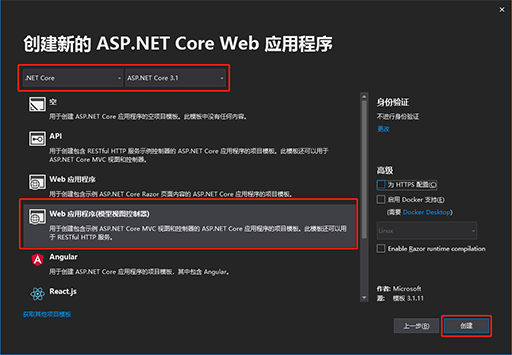 创建新的 ASP.NET Core Web 应用程序
.NET Core
ASP.NET Core 3.1
空
用于创建 ASP.NET Core 应用程序的空项目模板。此模板中没有任何内容。
API
用于创建包含 RESTful HTTP 服务示例控制器的 ASP.NET Core 应用程序的项目模板。此模板还可以用于
ASP.NET Core MVC 视图和控制器。
Web 应用程序
用于创建包含示例 ASP.NET Core Razor 页面内容的 ASP.NET Core 应用程序的项目模板。
Web 应用程序(模型视图控制器)
用于创建包含示例 ASP.NET Core MVC 视图和控制器的 ASP.NET Core 应用程序的项目模板。此模板还可以用
于 RESTful HTTP 服务。
Angular
用于创建 ASP.NET Core 应用程序的项目模板，其中包含 Angular。
React.js
获取其他项目模板
身份验证
不进行身份验证
更改
高级
为 HTTPS 配置(C)
启用 Docker 支持(E)
(需要 Docker Desktop)
Linux
Enable Razor runtime compilation
作者: Microsoft
源: 模板 3.1.11
上一步(B)
创建